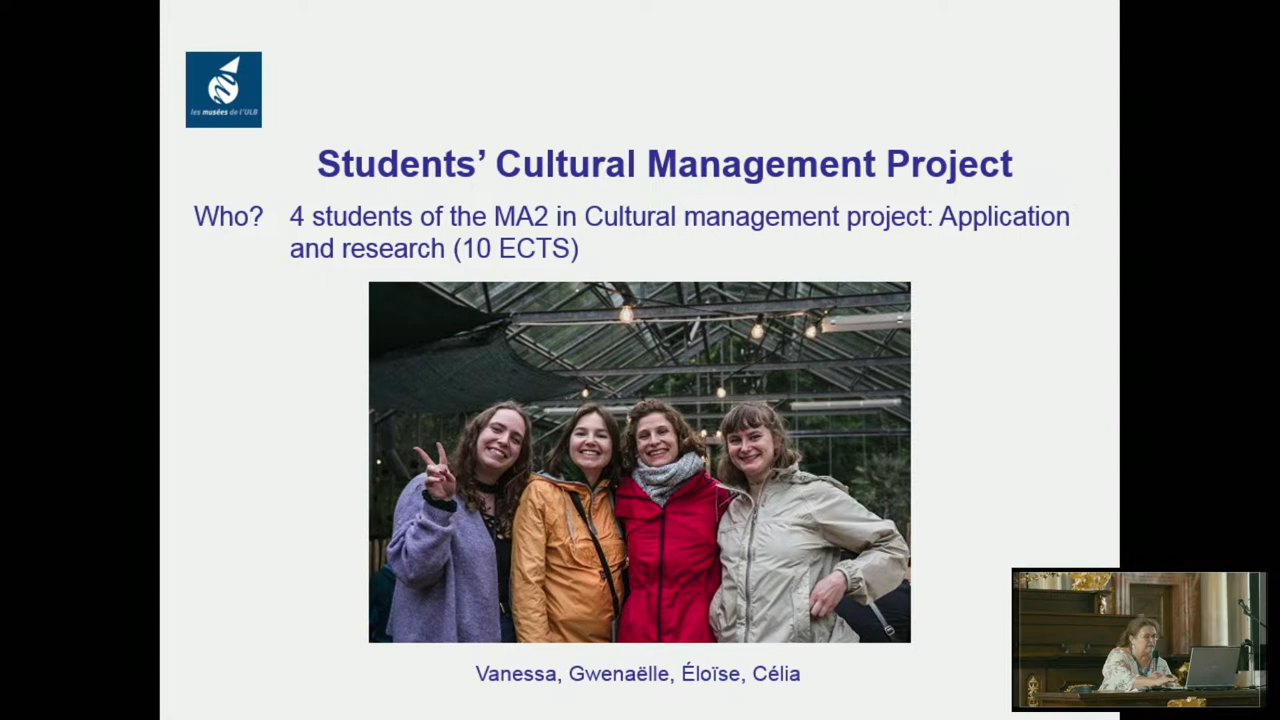 les musées de l'ULB
Students’ Cultural Management Project
Who? 4 students of the MA2 in Cultural management project: Application
and research (10 ECTS)
Vanessa, Gwenaëlle, Éloïse, Célia